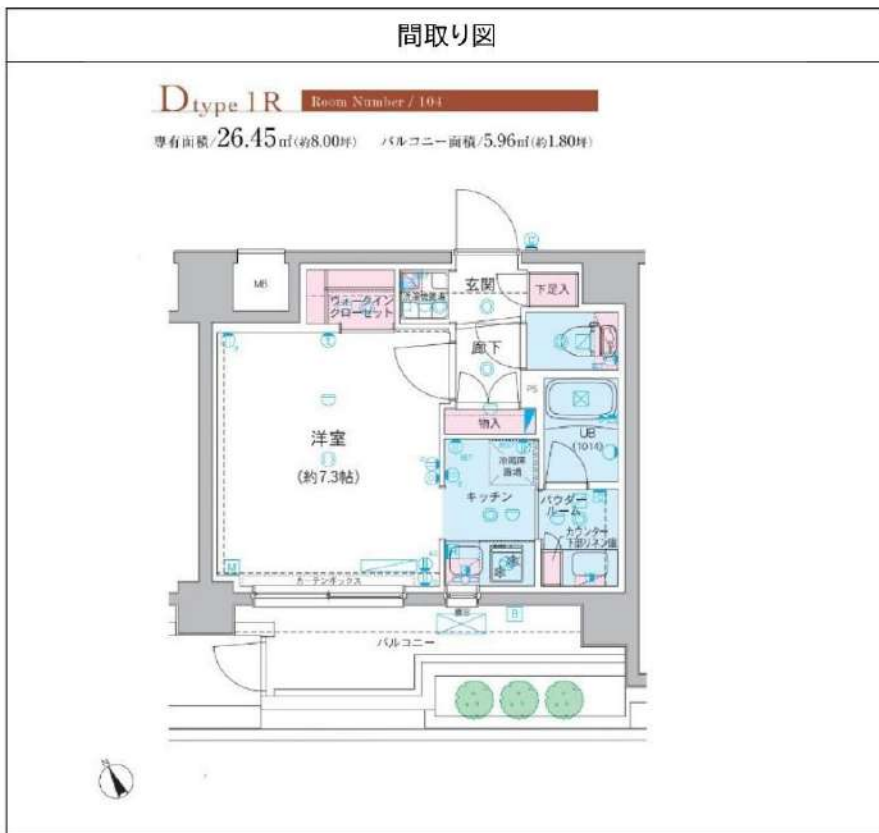 間取り図
Dtype 1R Room Number / 104
専有面積/26.45㎡(約8.00坪) バルコニー面積/5.96㎡(約1.80坪)
MB
玄関
下足入
ウォークイン
クローゼット
廊下
PS
物入
UB
(1014)
洋室
(約7.3帖)
冷蔵庫
置場
キッチン
パウダー
ルーム
カウンター
下部リネン庫
カーテンボックス
M
B
バルコニー
N